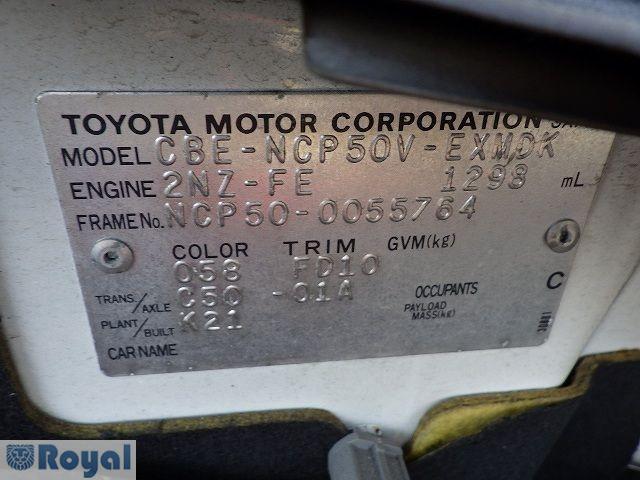 TOYOTA MOTOR CORPORATION
MODEL CBE-NCP50V-EXMDK
ENGINE 2NZ-FE 1298 mL
FRAME No. NCP50-0055764
COLOR TRIM GVM(kg)
058 FD10
TRANS./AXLE C50 -01A OCCUPANTS C
PLANT/BUILT K21 PAYLOAD MASS(kg)
CAR NAME
Royal